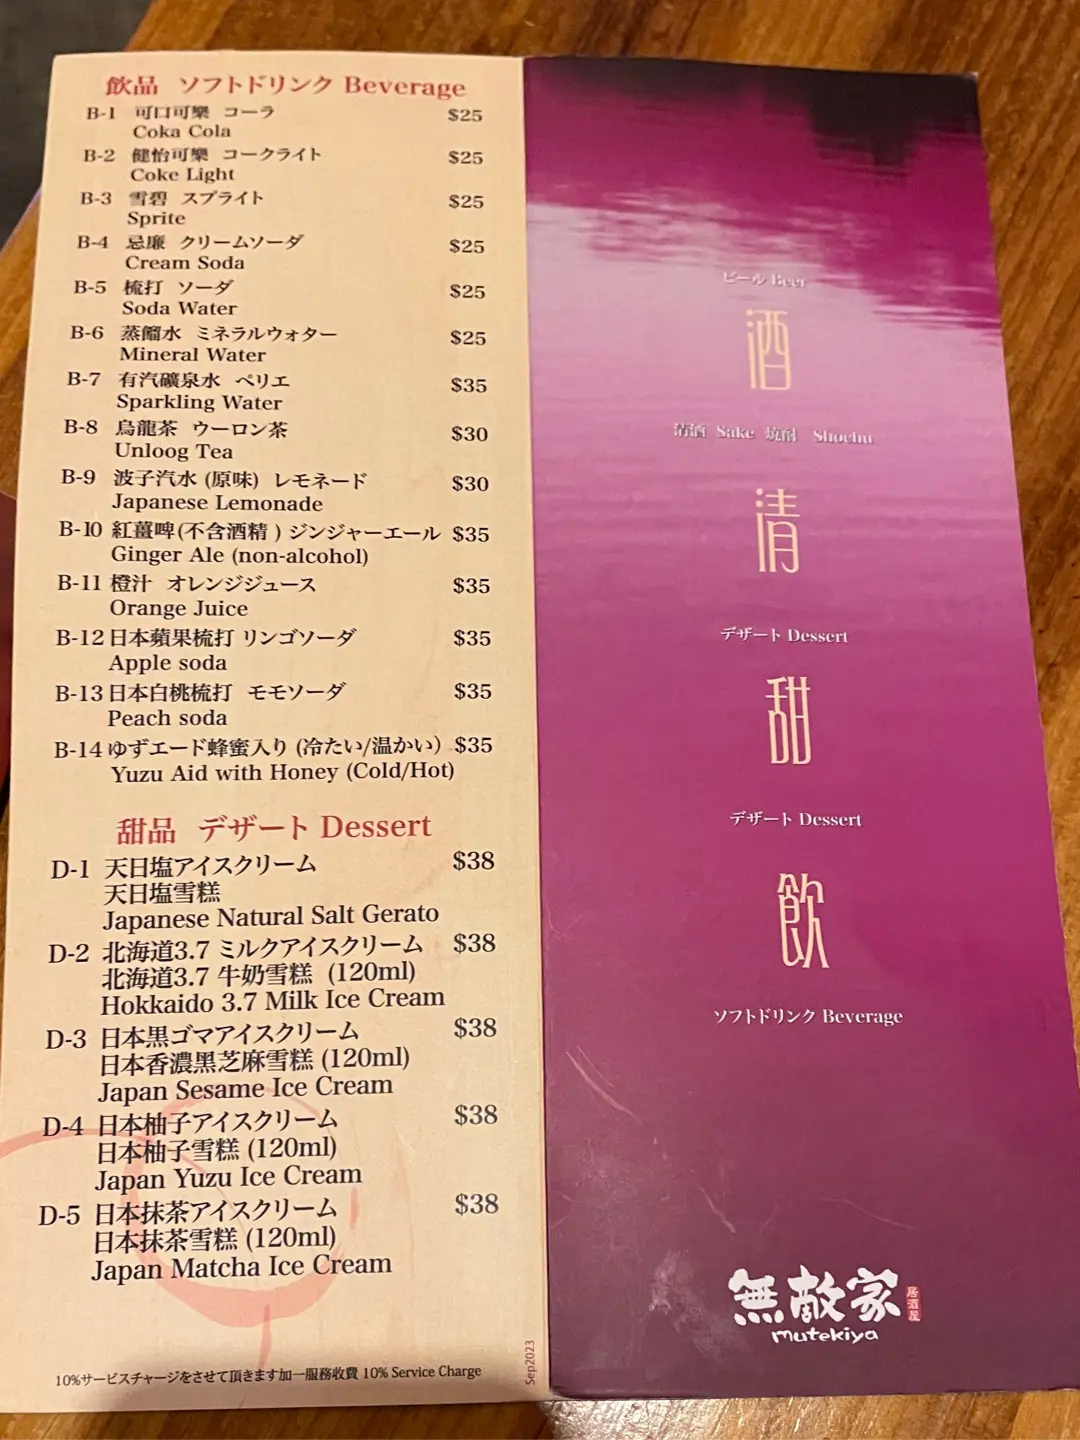 飲品 ソフトドリンク Beverage
B-1 可口可樂 コーラ $25
Coka Cola
B-2 健怡可樂 コークライト $25
Coke Light
B-3 雪碧 スプライト $25
Sprite
B-4 忌廉 クリームソーダ $25
Cream Soda
B-5 梳打 ソーダ $25
Soda Water
B-6 蒸餾水 ミネラルウォター $25
Mineral Water
B-7 有汽礦泉水 ペリエ $35
Sparkling Water
B-8 烏龍茶 ウーロン茶 $30
Unloog Tea
B-9 波子汽水 (原味) レモネード $30
Japanese Lemonade
B-10 紅薑啤(不含酒精 ) ジンジャーエール $35
Ginger Ale (non-alcohol)
B-11 橙汁 オレンジジュース $35
Orange Juice
B-12 日本蘋果梳打 リンゴソーダ $35
Apple soda
B-13 日本白桃梳打 モモソーダ $35
Peach soda
B-14 ゆずエード蜂蜜入り (冷たい/温かい) $35
Yuzu Aid with Honey (Cold/Hot)
甜品 デザート Dessert
D-1 天日塩アイスクリーム $38
天日塩雪糕
Japanese Natural Salt Gerato
D-2 北海道3.7 ミルクアイスクリーム $38
北海道3.7 牛奶雪糕 (120ml)
Hokkaido 3.7 Milk Ice Cream
D-3 日本黒ゴマアイスクリーム $38
日本香濃黑芝麻雪糕 (120ml)
Japan Sesame Ice Cream
D-4 日本柚子アイスクリーム $38
日本柚子雪糕 (120ml)
Japan Yuzu Ice Cream
D-5 日本抹茶アイスクリーム $38
日本抹茶雪糕 (120ml)
Japan Matcha Ice Cream
10%サービスチャージをさせて頂きます加一服務收費 10% Service Charge
Sep2023
ビール Beer
酒
清酒 Sake 焼酎 Shochu
清
デザート Dessert
甜
デザート Dessert
飲
ソフトドリンク Beverage
無敵家 居酒屋
mutekiya